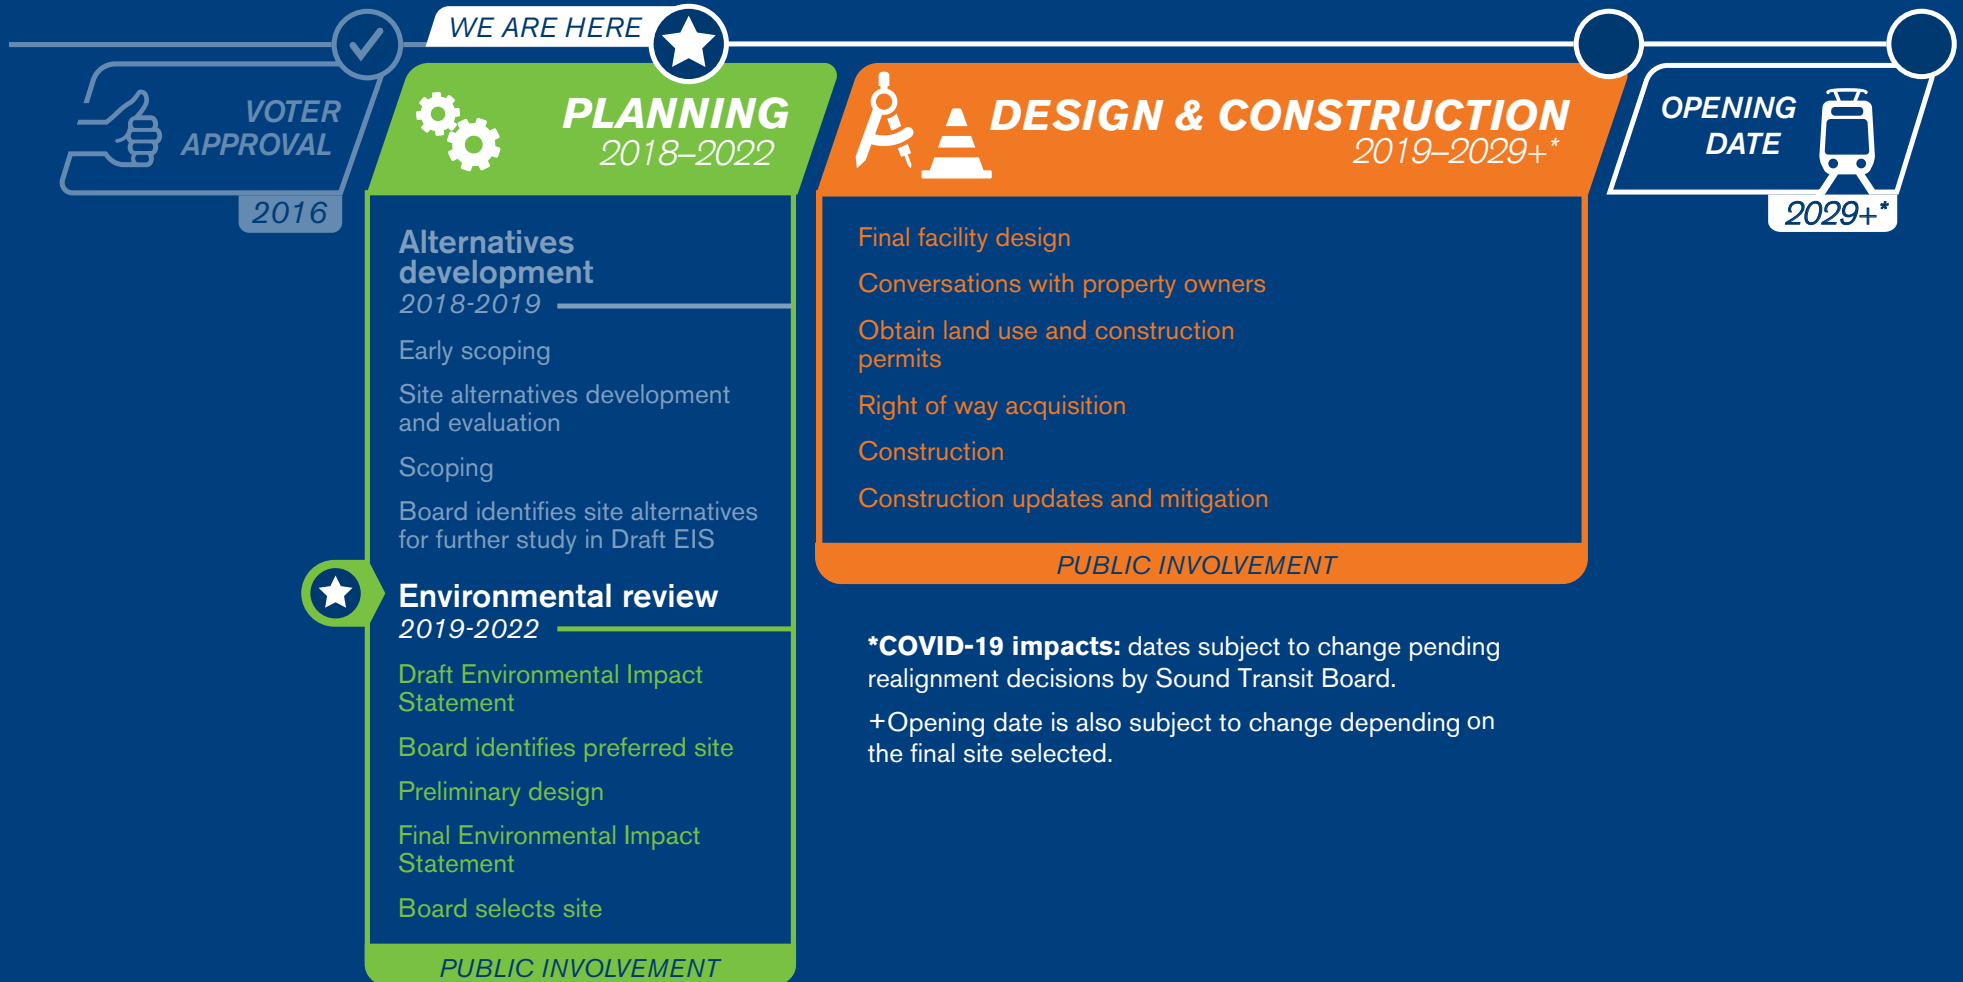 WE ARE HERE
VOTER
APPROVAL
2016
PLANNING
2018–2022
Alternatives
development
2018-2019
Early scoping
Site alternatives development
and evaluation
Scoping
Board identifies site alternatives
for further study in Draft EIS
Environmental review
2019-2022
Draft Environmental Impact
Statement
Board identifies preferred site
Preliminary design
Final Environmental Impact
Statement
Board selects site
PUBLIC INVOLVEMENT
DESIGN & CONSTRUCTION
2019–2029+*
Final facility design
Conversations with property owners
Obtain land use and construction
permits
Right of way acquisition
Construction
Construction updates and mitigation
PUBLIC INVOLVEMENT
OPENING
DATE
2029+*
*COVID-19 impacts: dates subject to change pending
realignment decisions by Sound Transit Board.
+Opening date is also subject to change depending on
the final site selected.